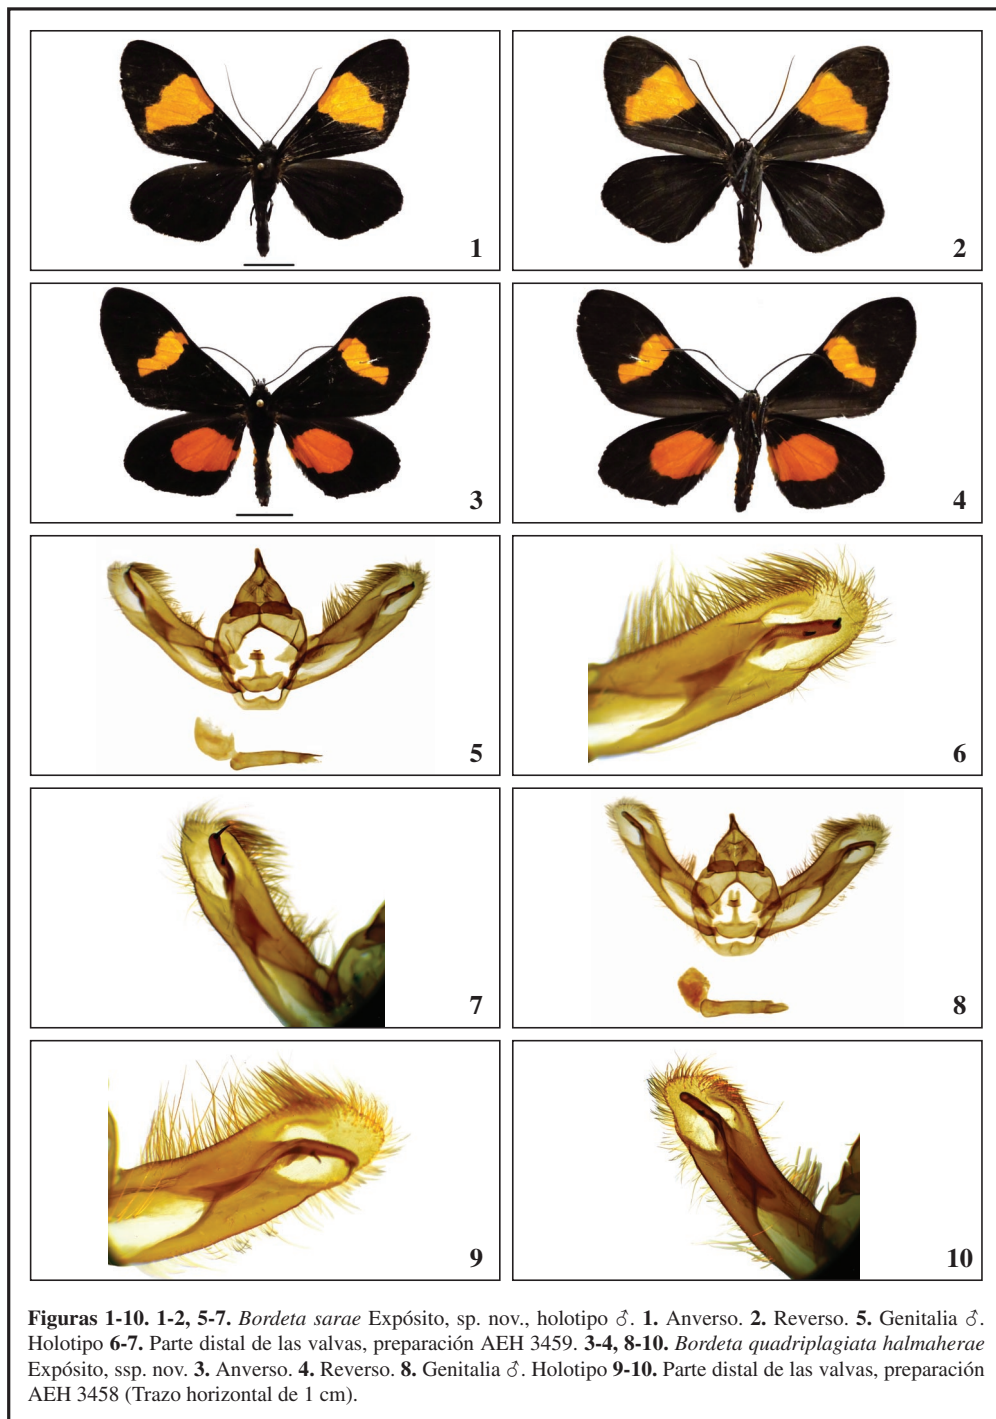 1
2
3
4
5
6
7
8
9
10
Figuras 1-10. 1-2, 5-7. Bordeta sarae Expósito, sp. nov., holotipo ♂. 1. Anverso. 2. Reverso. 5. Genitalia ♂.
Holotipo 6-7. Parte distal de las valvas, preparación AEH 3459. 3-4, 8-10. Bordeta quadriplagiata halmaherae
Expósito, ssp. nov. 3. Anverso. 4. Reverso. 8. Genitalia ♂. Holotipo 9-10. Parte distal de las valvas, preparación
AEH 3458 (Trazo horizontal de 1 cm).